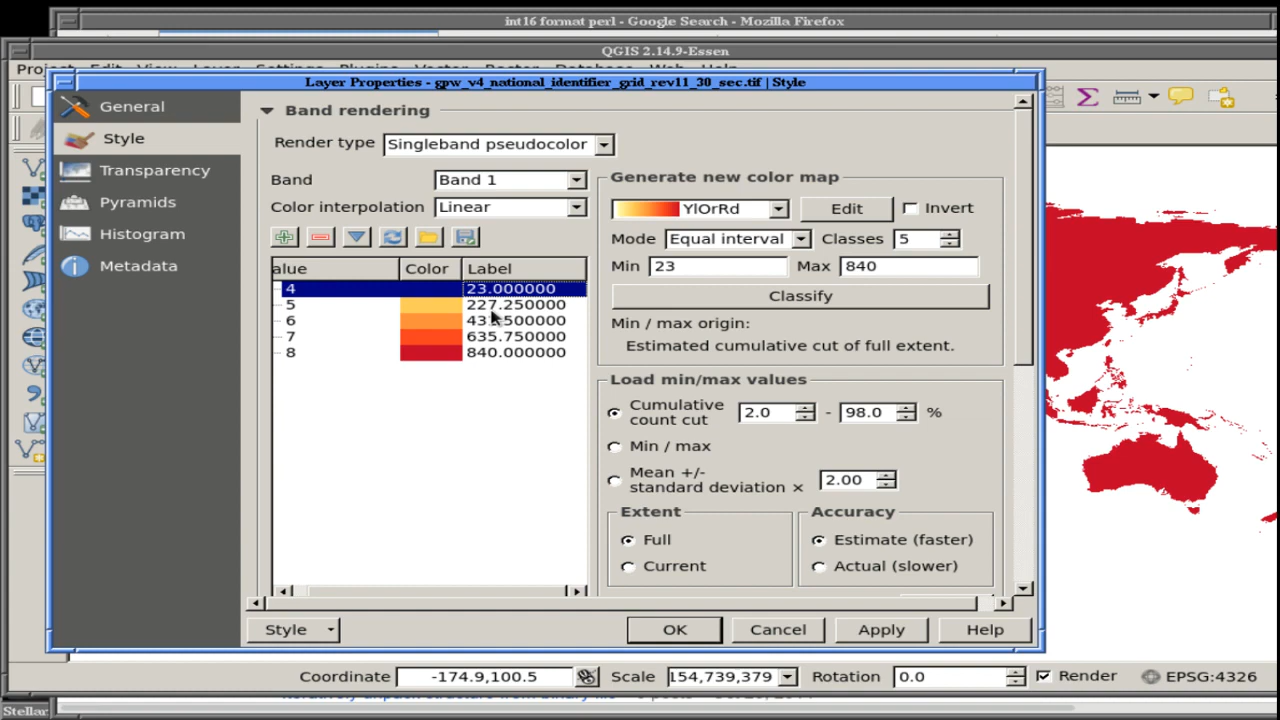 int16 format perl - Google Search - Mozilla Firefox
QGIS 2.14.9-Essen
Layer Properties - gpw_v4_national_identifier_grid_rev11_30_sec.tif | Style
General
Style
Transparency
Pyramids
Histogram
Metadata
Band rendering
Render type Singleband pseudocolor
Band Band 1
Color interpolation Linear
alue Color Label
4 23.000000
5 227.250000
6 43 .500000
7 635.750000
8 840.000000
Generate new color map
YlOrRd Edit Invert
Mode Equal interval Classes 5
Min 23 Max 840
Classify
Min / max origin:
Estimated cumulative cut of full extent.
Load min/max values
Cumulative
count cut 2.0 - 98.0 %
Min / max
Mean +/-
standard deviation × 2.00
Extent
Full
Current
Accuracy
Estimate (faster)
Actual (slower)
Style OK Cancel Apply Help
Coordinate -174.9,100.5 Scale 154,739,379 Rotation 0.0 Render EPSG:4326
Stellar